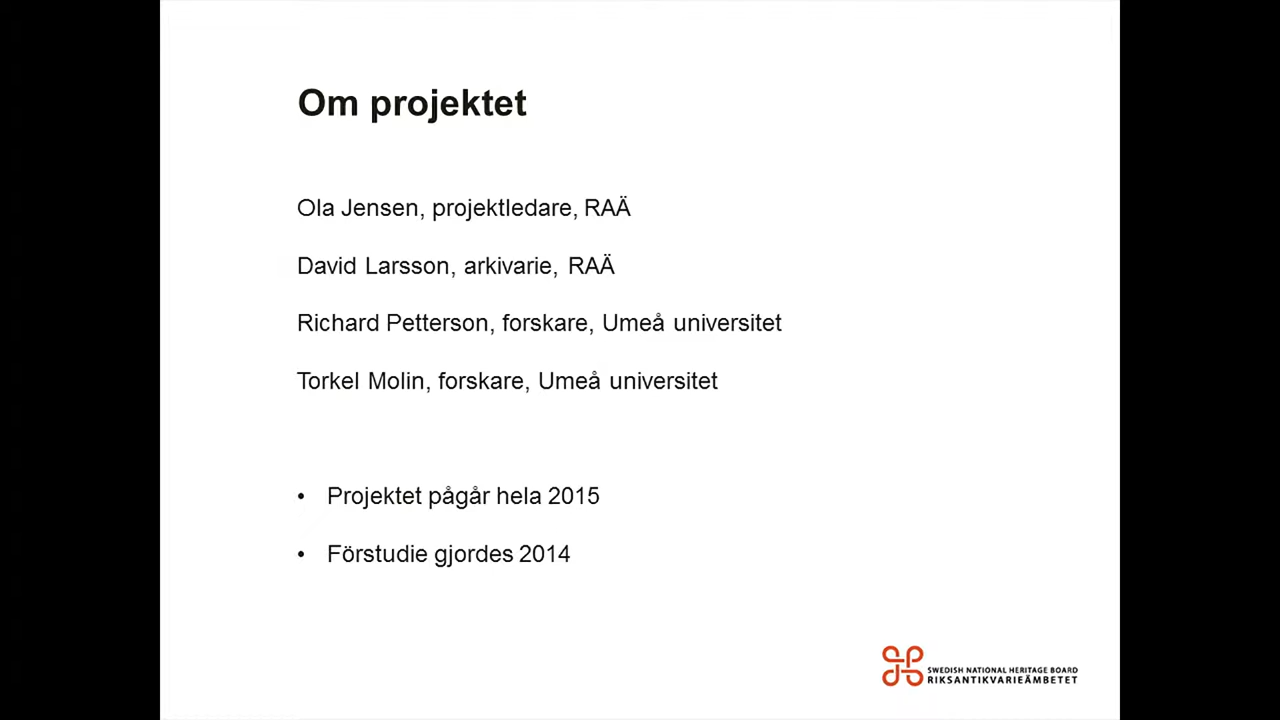 Om projektet
Ola Jensen, projektledare, RAÄ
David Larsson, arkivarie, RAÄ
Richard Petterson, forskare, Umeå universitet
Torkel Molin, forskare, Umeå universitet
• Projektet pågår hela 2015
• Förstudie gjordes 2014
SWEDISH NATIONAL HERITAGE BOARD
RIKSANTIKVARIEÄMBETET